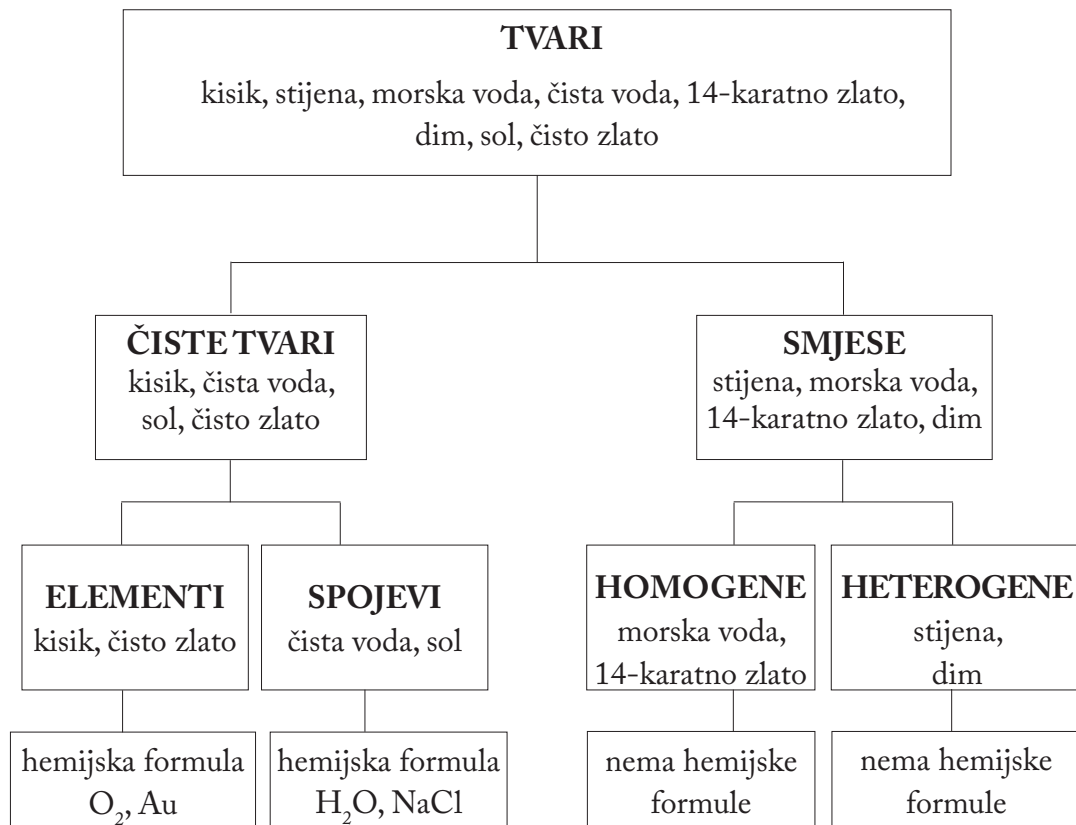 TVARI
kisik, stijena, morska voda, čista voda, 14-karatno zlato,
dim, sol, čisto zlato
ČISTE TVARI
kisik, čista voda,
sol, čisto zlato
SMJESE
stijena, morska voda,
14-karatno zlato, dim
ELEMENTI
kisik, čisto zlato
SPOJEVI
čista voda, sol
HOMOGENE
morska voda,
14-karatno zlato
HETEROGENE
stijena,
dim
hemijska formula
O₂, Au
hemijska formula
H₂O, NaCl
nema hemijske
formule
nema hemijske
formule